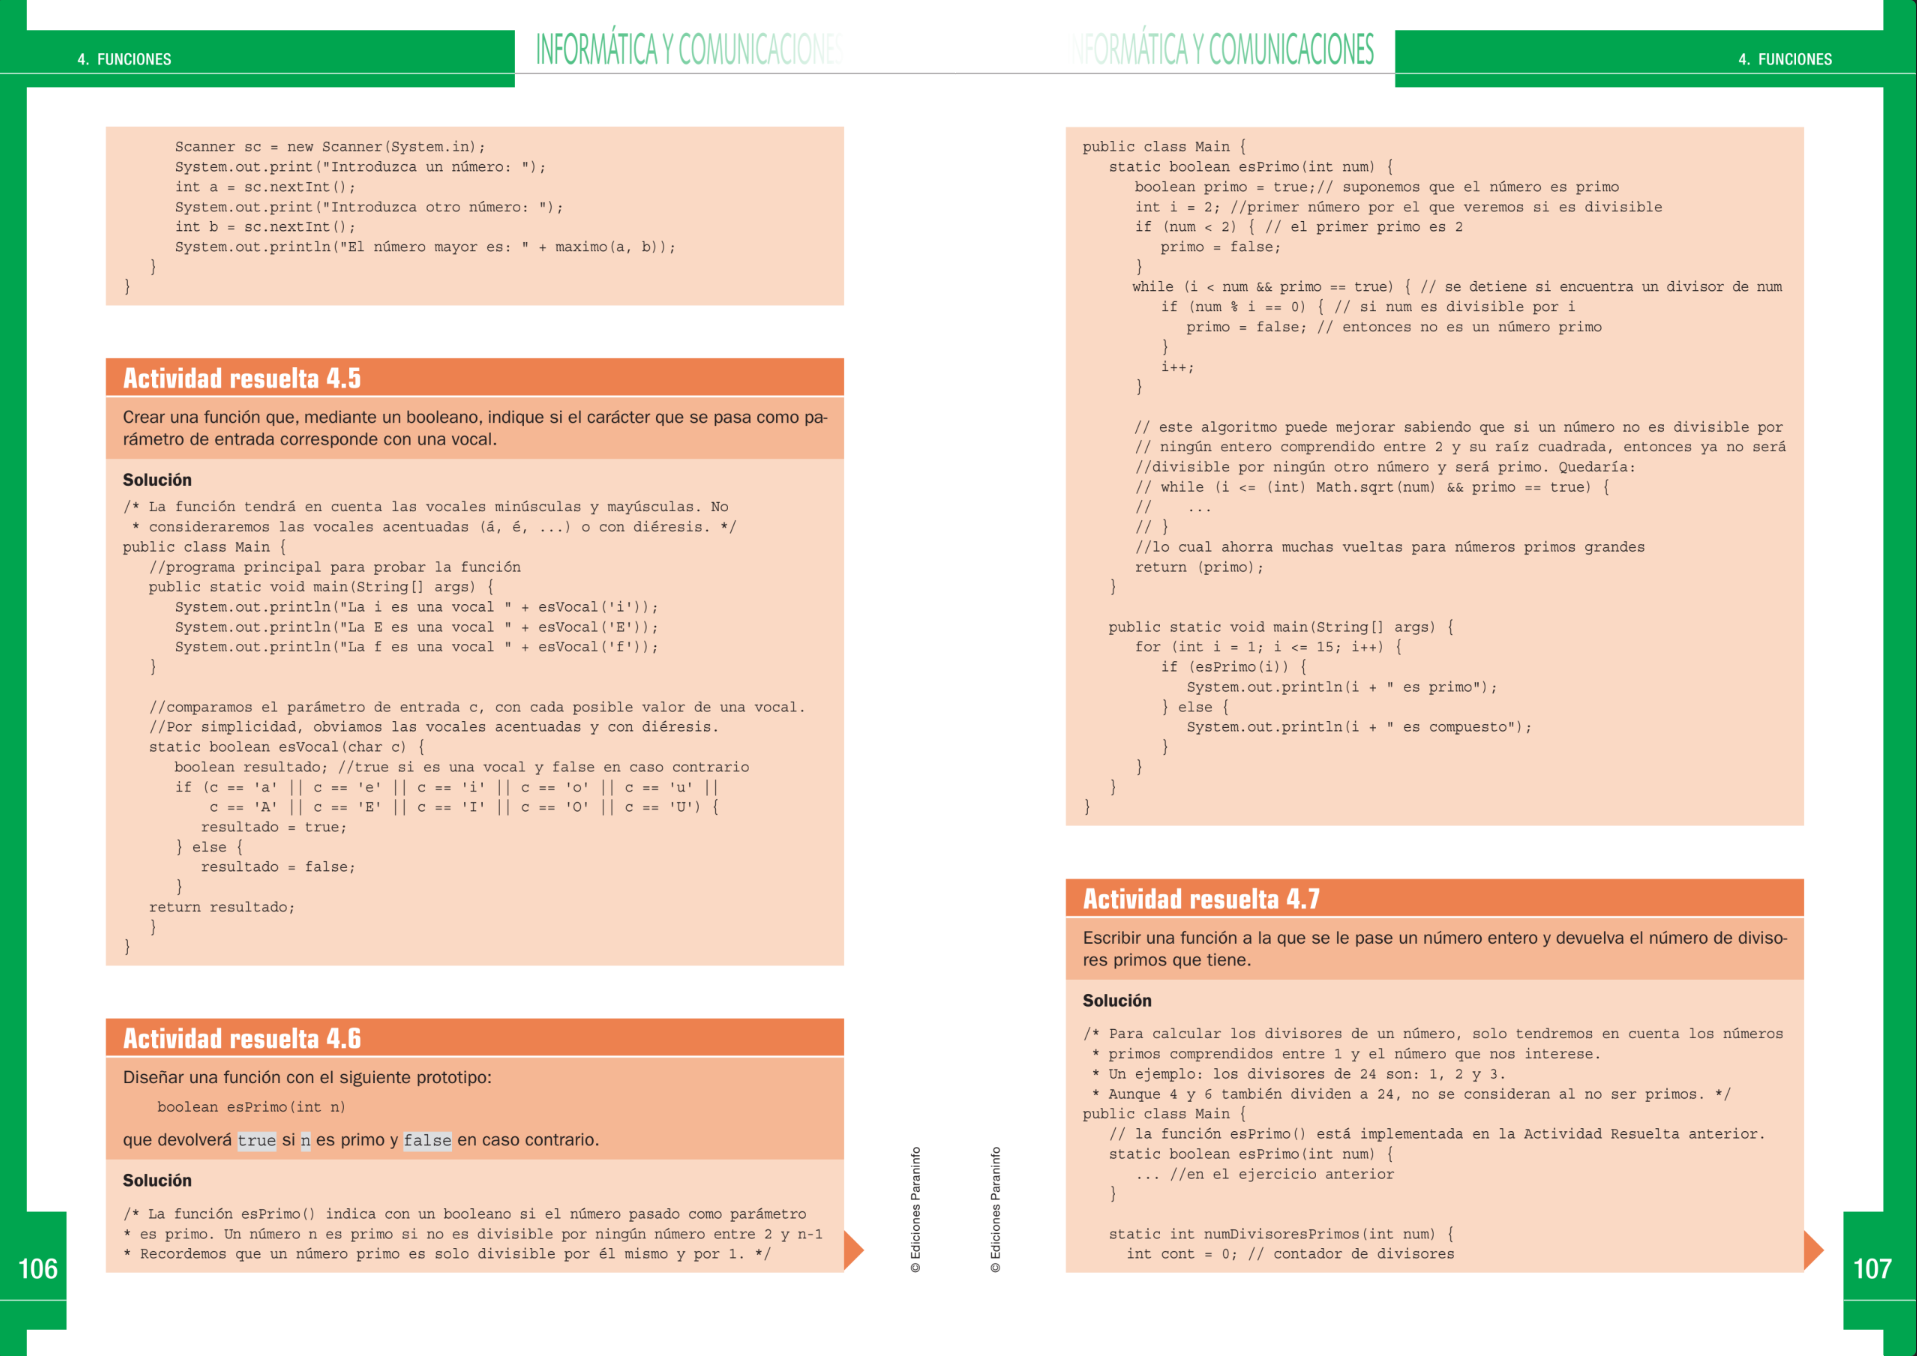 4. FUNCIONES
INFORMÁTICA Y COMUNICACIONES
Scanner sc = new Scanner(System.in);
System.out.print("Introduzca un número: ");
int a = sc.nextInt();
System.out.print("Introduzca otro número: ");
int b = sc.nextInt();
System.out.println("El número mayor es: " + maximo(a, b));
}
}
Actividad resuelta 4.5
Crear una función que, mediante un booleano, indique si el carácter que se pasa como pa-
rámetro de entrada corresponde con una vocal.
Solución
/* La función tendrá en cuenta las vocales minúsculas y mayúsculas. No
* consideraremos las vocales acentuadas (á, é, ...) o con diéresis. */
public class Main {
//programa principal para probar la función
public static void main(String[] args) {
System.out.println("La i es una vocal " + esVocal('i'));
System.out.println("La E es una vocal " + esVocal('E'));
System.out.println("La f es una vocal " + esVocal('f'));
}
//comparamos el parámetro de entrada c, con cada posible valor de una vocal.
//Por simplicidad, obviamos las vocales acentuadas y con diéresis.
static boolean esVocal(char c) {
boolean resultado; //true si es una vocal y false en caso contrario
if (c == 'a' || c == 'e' || c == 'i' || c == 'o' || c == 'u' ||
c == 'A' || c == 'E' || c == 'I' || c == 'O' || c == 'U') {
resultado = true;
} else {
resultado = false;
}
return resultado;
}
}
Actividad resuelta 4.6
Diseñar una función con el siguiente prototipo:
boolean esPrimo(int n)
que devolverá true si n es primo y false en caso contrario.
Solución
/* La función esPrimo() indica con un booleano si el número pasado como parámetro
* es primo. Un número n es primo si no es divisible por ningún número entre 2 y n-1
* Recordemos que un número primo es solo divisible por él mismo y por 1. */
106
© Ediciones Paraninfo
INFORMÁTICA Y COMUNICACIONES
4. FUNCIONES
public class Main {
static boolean esPrimo(int num) {
boolean primo = true;// suponemos que el número es primo
int i = 2; //primer número por el que veremos si es divisible
if (num < 2) { // el primer primo es 2
primo = false;
}
while (i < num && primo == true) { // se detiene si encuentra un divisor de num
if (num % i == 0) { // si num es divisible por i
primo = false; // entonces no es un número primo
}
i++;
}
// este algoritmo puede mejorar sabiendo que si un número no es divisible por
// ningún entero comprendido entre 2 y su raíz cuadrada, entonces ya no será
//divisible por ningún otro número y será primo. Quedaría:
// while (i <= (int) Math.sqrt(num) && primo == true) {
// ...
// }
//lo cual ahorra muchas vueltas para números primos grandes
return (primo);
}
public static void main(String[] args) {
for (int i = 1; i <= 15; i++) {
if (esPrimo(i)) {
System.out.println(i + " es primo");
} else {
System.out.println(i + " es compuesto");
}
}
}
}
Actividad resuelta 4.7
Escribir una función a la que se le pase un número entero y devuelva el número de diviso-
res primos que tiene.
Solución
/* Para calcular los divisores de un número, solo tendremos en cuenta los números
* primos comprendidos entre 1 y el número que nos interese.
* Un ejemplo: los divisores de 24 son: 1, 2 y 3.
* Aunque 4 y 6 también dividen a 24, no se consideran al no ser primos. */
public class Main {
// la función esPrimo() está implementada en la Actividad Resuelta anterior.
static boolean esPrimo(int num) {
... //en el ejercicio anterior
}
static int numDivisoresPrimos(int num) {
int cont = 0; // contador de divisores
© Ediciones Paraninfo
107